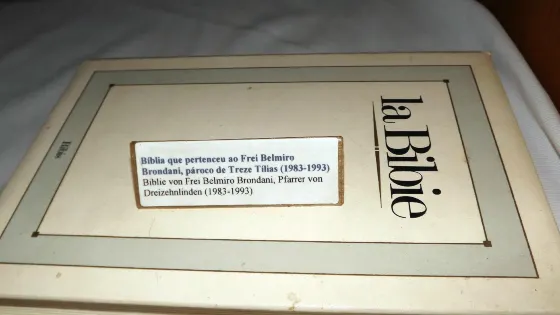 la Bible
Bíblia que pertenceu ao Frei Belmiro
Brondani, pároco de Treze Tílias (1983-1993)
Biblie von Frei Belmiro Brondani, Pfarrer von
Dreizehnlinden (1983-1993)